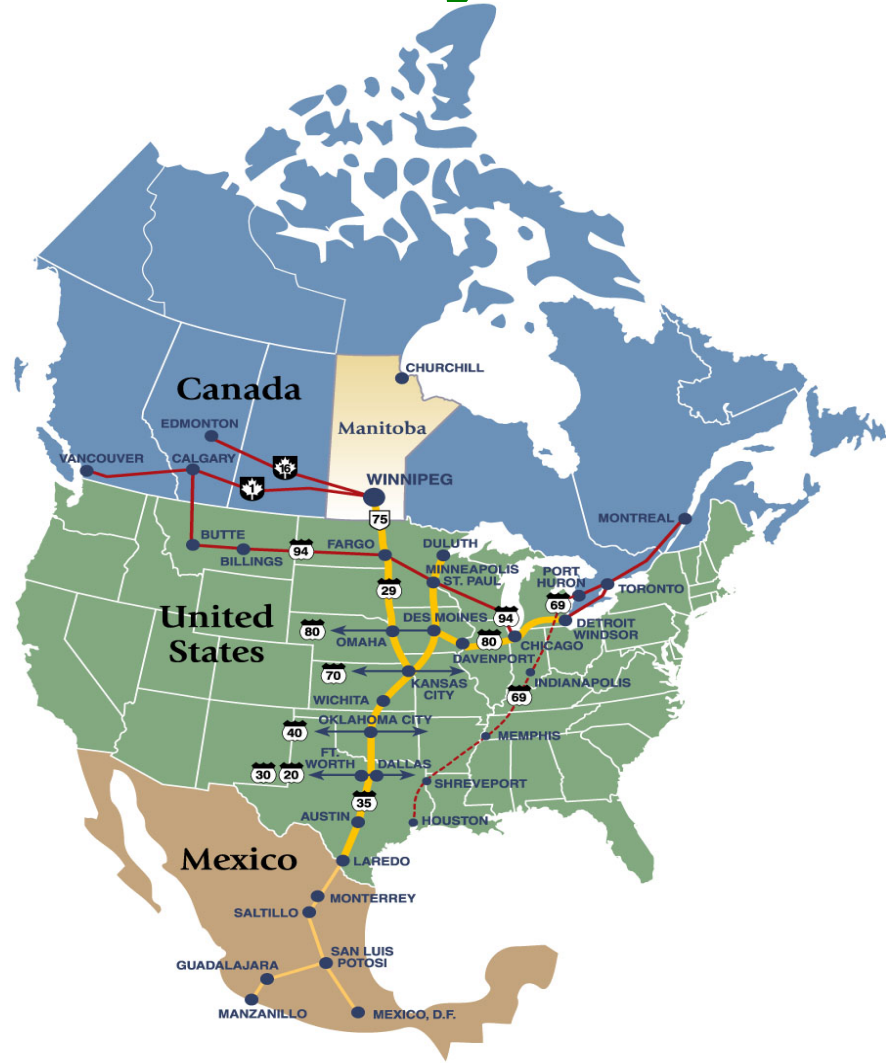 CHURCHILL
Canada
Manitoba
EDMONTON
VANCOUVER
CALGARY
16
1
WINNIPEG
75
MONTREAL
BUTTE
BILLINGS
94
FARGO
DULUTH
MINNEAPOLIS
ST. PAUL
PORT
HURON
TORONTO
29
69
94
United
States
80
OMAHA
DES MOINES
80
DAVENPORT
CHICAGO
DETROIT
WINDSOR
70
KANSAS
CITY
INDIANAPOLIS
69
WICHITA
40
OKLAHOMA CITY
MEMPHIS
FT.
WORTH
DALLAS
30
20
SHREVEPORT
35
AUSTIN
HOUSTON
Mexico
LAREDO
MONTERREY
SALTILLO
SAN LUIS
POTOSI
GUADALAJARA
MANZANILLO
MEXICO, D.F.